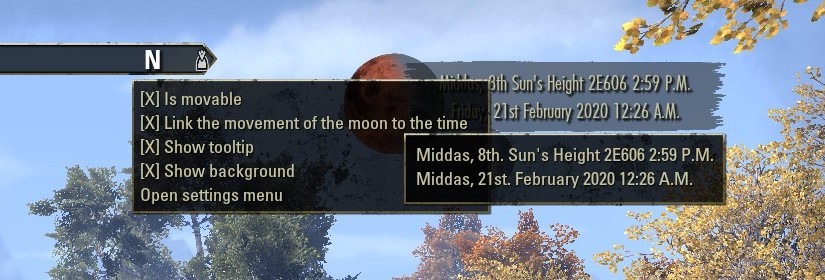 N
Middas, 8th Sun's Height 2E606 2:59 P.M.
Friday, 21st February 2020 12:26 A.M.
[X] Is movable
[X] Link the movement of the moon to the time
[X] Show tooltip
[X] Show background
Open settings menu
Middas, 8th. Sun's Height 2E606 2:59 P.M.
Middas, 21st. February 2020 12:26 A.M.